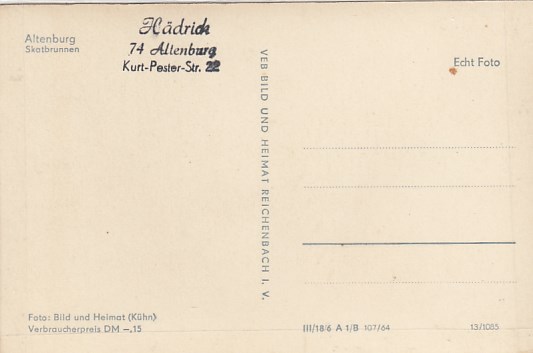 Altenburg
Skatbrunnen
Hädrich
74 Altenburg
Kurt-Pester-Str. 22
Echt Foto
VEB BILD UND HEIMAT REICHENBACH I. V.
Foto: Bild und Heimat (Kühn)
Verbraucherpreis DM –.15
III/18/6 A 1/B 107/64
13/1085